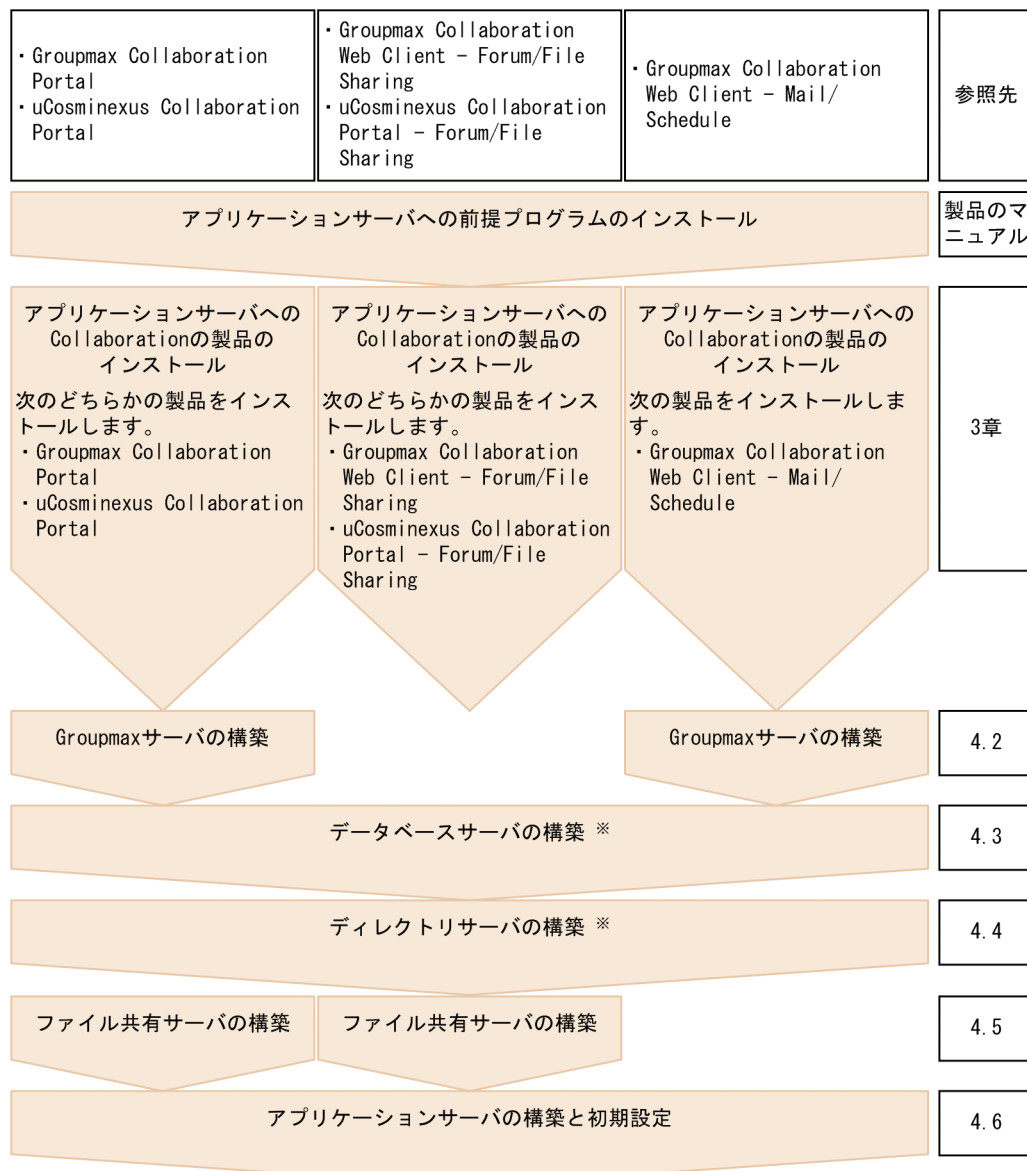 ・Groupmax Collaboration
Portal
・uCosminexus Collaboration
Portal
・Groupmax Collaboration
Web Client － Forum/File
Sharing
・uCosminexus Collaboration
Portal － Forum/File
Sharing
・Groupmax Collaboration
Web Client － Mail/
Schedule
参照先
アプリケーションサーバへの前提プログラムのインストール
製品のマ
ニュアル
アプリケーションサーバへの
Collaborationの製品の
インストール
次のどちらかの製品をインス
トールします。
・Groupmax Collaboration
Portal
・uCosminexus Collaboration
Portal
アプリケーションサーバへの
Collaborationの製品の
インストール
次のどちらかの製品をインス
トールします。
・Groupmax Collaboration
Web Client － Forum/File
Sharing
・uCosminexus Collaboration
Portal － Forum/File
Sharing
アプリケーションサーバへの
Collaborationの製品の
インストール
次の製品をインストールしま
す。
・Groupmax Collaboration
Web Client － Mail/
Schedule
3章
Groupmaxサーバの構築
Groupmaxサーバの構築
4.2
データベースサーバの構築 ※
4.3
ディレクトリサーバの構築 ※
4.4
ファイル共有サーバの構築
ファイル共有サーバの構築
4.5
アプリケーションサーバの構築と初期設定
4.6